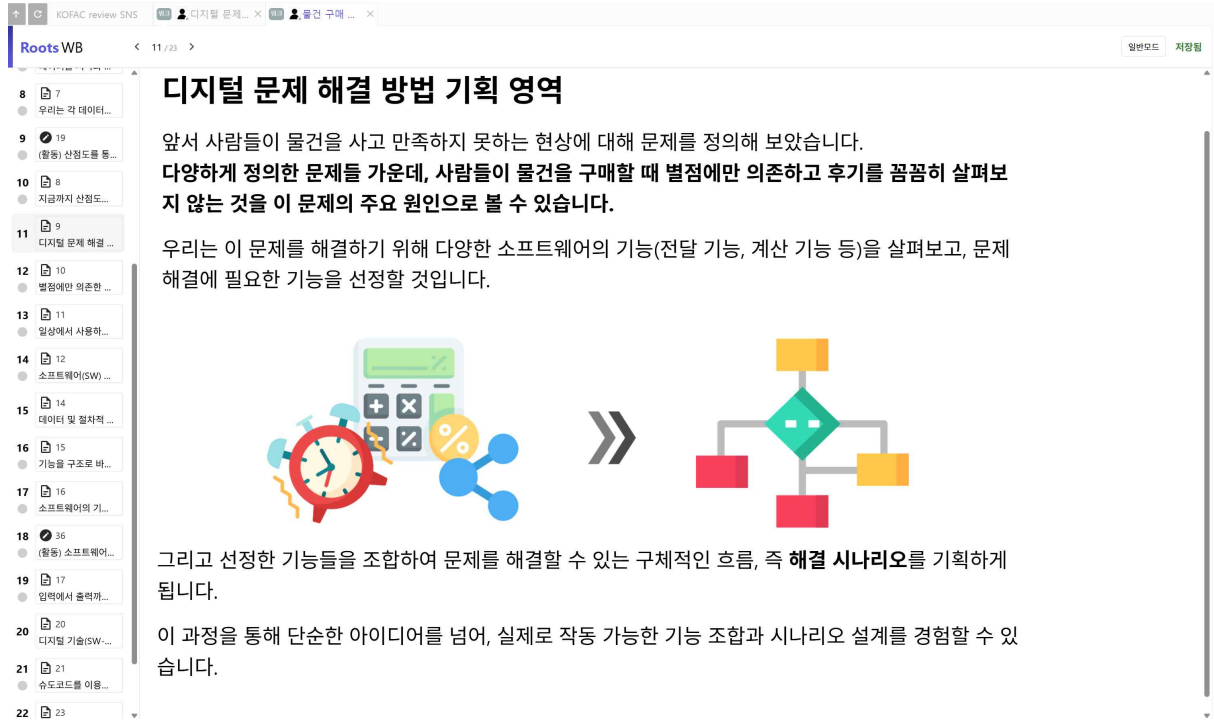 KOFAC review SNS
디지털 문제...
물건 구매 ...
Roots WB
11 / 23
일반모드
저장됨
8
7
우리는 각 데이터...
9
19
(활동) 산점도를 통...
10
8
지금까지 산점도...
11
9
디지털 문제 해결 ...
12
10
별점에만 의존한 ...
13
11
일상에서 사용하...
14
12
소프트웨어(SW) ...
15
14
데이터 및 절차적 ...
16
15
기능을 구조로 바...
17
16
소프트웨어의 기...
18
36
(활동) 소프트웨어...
19
17
입력에서 출력까...
20
20
디지털 기술(SW-...
21
21
슈도코드를 이용...
22
23
디지털 문제 해결 방법 기획 영역
앞서 사람들이 물건을 사고 만족하지 못하는 현상에 대해 문제를 정의해 보았습니다.
다양하게 정의한 문제들 가운데, 사람들이 물건을 구매할 때 별점에만 의존하고 후기를 꼼꼼히 살펴보
지 않는 것을 이 문제의 주요 원인으로 볼 수 있습니다.
우리는 이 문제를 해결하기 위해 다양한 소프트웨어의 기능(전달 기능, 계산 기능 등)을 살펴보고, 문제
해결에 필요한 기능을 선정할 것입니다.
그리고 선정한 기능들을 조합하여 문제를 해결할 수 있는 구체적인 흐름, 즉 해결 시나리오를 기획하게
됩니다.
이 과정을 통해 단순한 아이디어를 넘어, 실제로 작동 가능한 기능 조합과 시나리오 설계를 경험할 수 있
습니다.